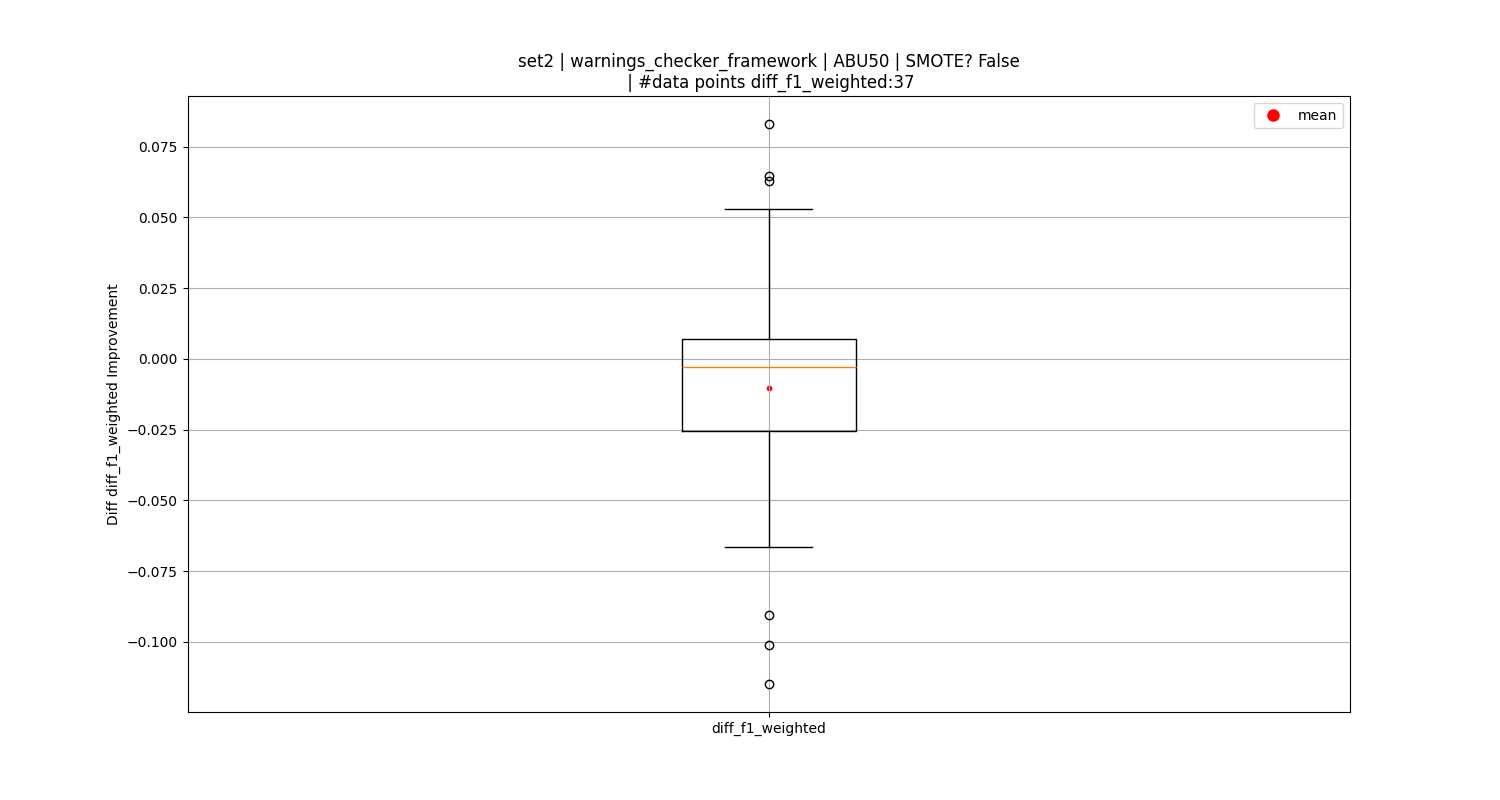 set2 | warnings_checker_framework | ABU50 | SMOTE? False
| #data points diff_f1_weighted:37
mean
0.075
0.050
0.025
0.000
−0.025
−0.050
−0.075
−0.100
Diff diff_f1_weighted Improvement
diff_f1_weighted